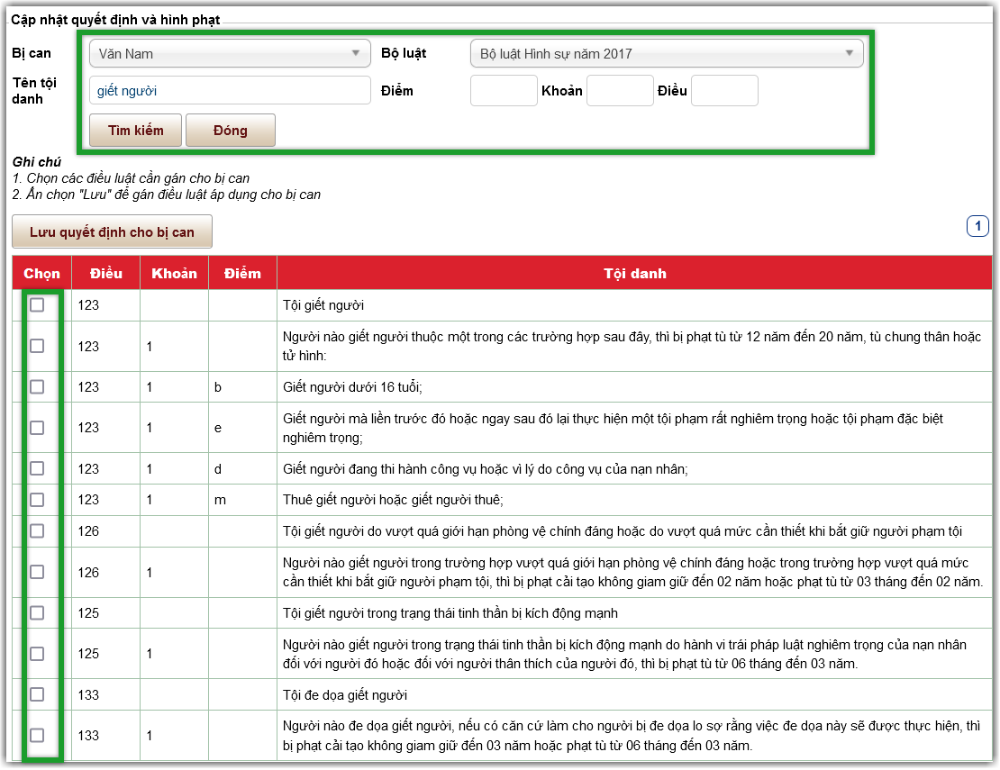 Cập nhật quyết định và hình phạt
Bị can Văn Nam Bộ luật Bộ luật Hình sự năm 2017
Tên tội
danh giết người Điểm Khoản Điều
Tìm kiếm Đóng
Ghi chú
1. Chọn các điều luật cần gán cho bị can
2. Ấn chọn "Lưu" để gán điều luật áp dụng cho bị can
Lưu quyết định cho bị can 1
Chọn Điều Khoản Điểm Tội danh
123 Tội giết người
123 1 Người nào giết người thuộc một trong các trường hợp sau đây, thì bị phạt tù từ 12 năm đến 20 năm, tù chung thân hoặc
tử hình:
123 1 b Giết người dưới 16 tuổi;
123 1 e Giết người mà liền trước đó hoặc ngay sau đó lại thực hiện một tội phạm rất nghiêm trọng hoặc tội phạm đặc biệt
nghiêm trọng;
123 1 d Giết người đang thi hành công vụ hoặc vì lý do công vụ của nạn nhân;
123 1 m Thuê giết người hoặc giết người thuê;
126 Tội giết người do vượt quá giới hạn phòng vệ chính đáng hoặc do vượt quá mức cần thiết khi bắt giữ người phạm tội
126 1 Người nào giết người trong trường hợp vượt quá giới hạn phòng vệ chính đáng hoặc trong trường hợp vượt quá mức
cần thiết khi bắt giữ người phạm tội, thì bị phạt cải tạo không giam giữ đến 02 năm hoặc phạt tù từ 03 tháng đến 02 năm.
125 Tội giết người trong trạng thái tinh thần bị kích động mạnh
125 1 Người nào giết người trong trạng thái tinh thần bị kích động mạnh do hành vi trái pháp luật nghiêm trọng của nạn nhân
đối với người đó hoặc đối với người thân thích của người đó, thì bị phạt tù từ 06 tháng đến 03 năm.
133 Tội đe dọa giết người
133 1 Người nào đe dọa giết người, nếu có căn cứ làm cho người bị đe dọa lo sợ rằng việc đe dọa này sẽ được thực hiện, thì
bị phạt cải tạo không giam giữ đến 03 năm hoặc phạt tù từ 06 tháng đến 03 năm.